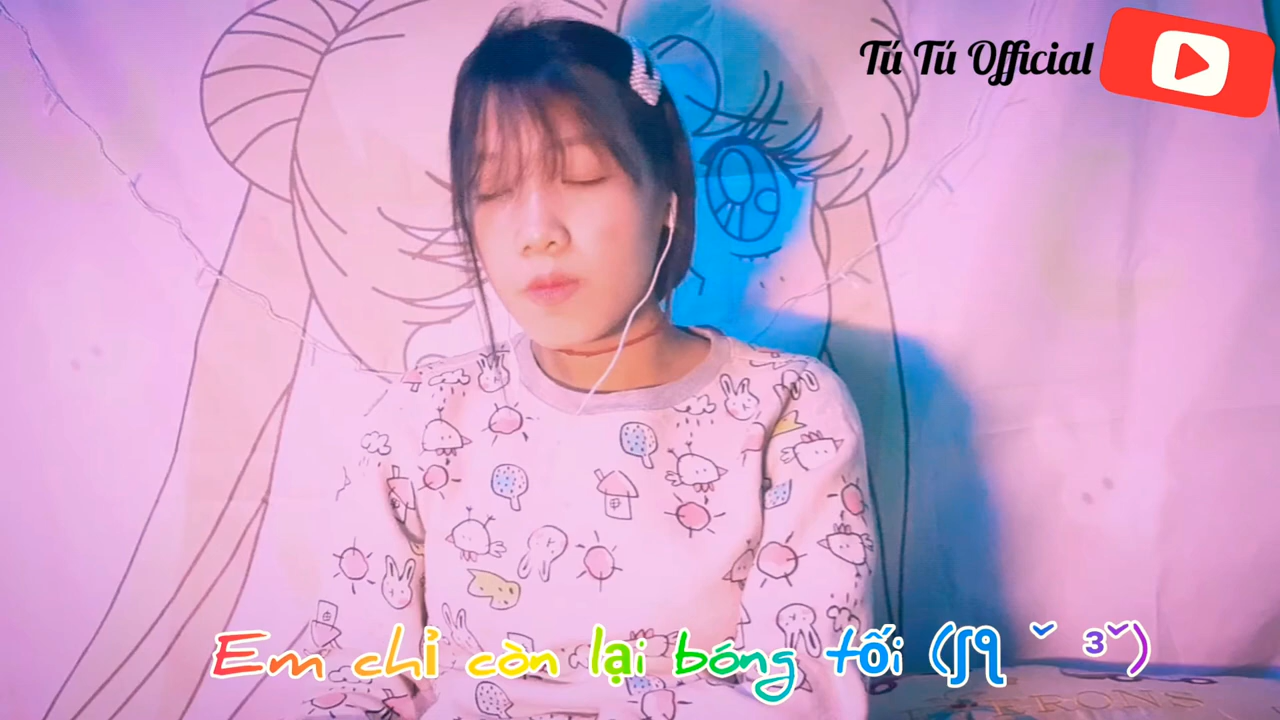 Tú Tú Official
Em chỉ còn lại bóng tối (ʃƪ ˘ ³˘)